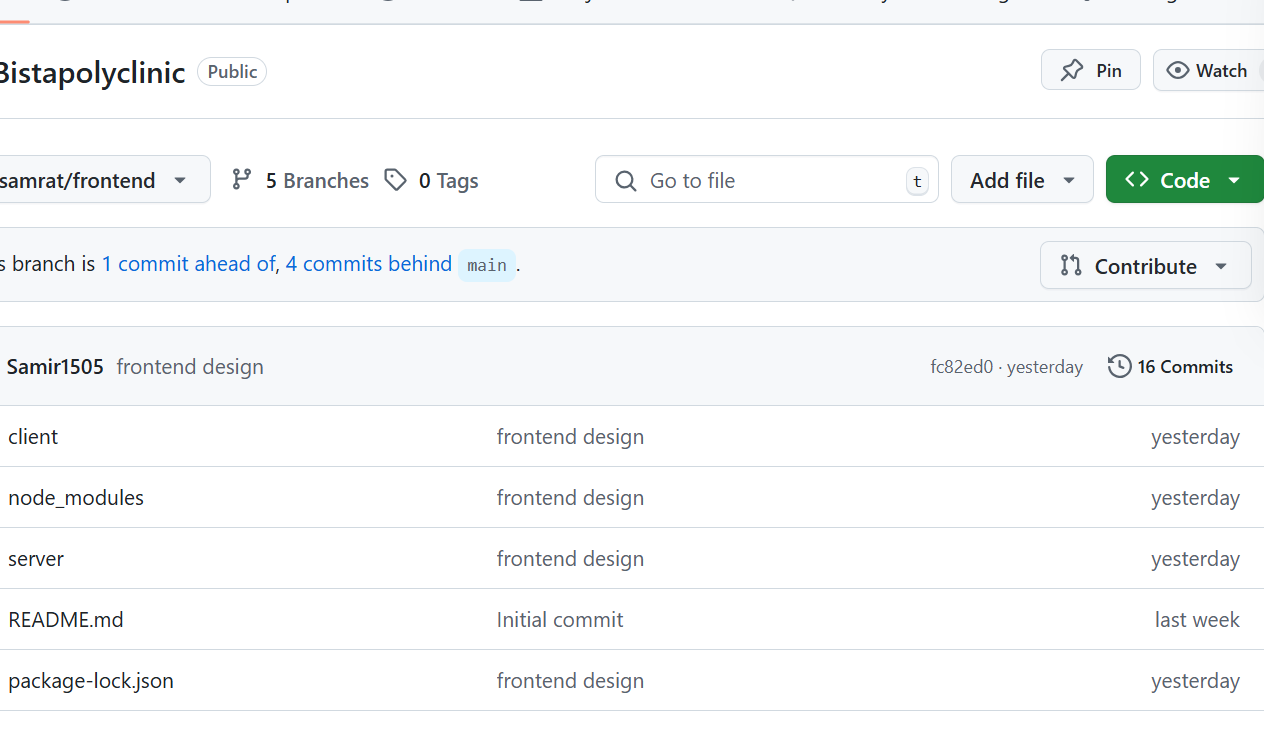 Bistapolyclinic Public Pin Watch
samrat/frontend 5 Branches 0 Tags Go to file t Add file Code
s branch is 1 commit ahead of, 4 commits behind main .
Contribute
Samir1505 frontend design fc82ed0 · yesterday 16 Commits
client frontend design yesterday
node_modules frontend design yesterday
server frontend design yesterday
README.md Initial commit last week
package-lock.json frontend design yesterday